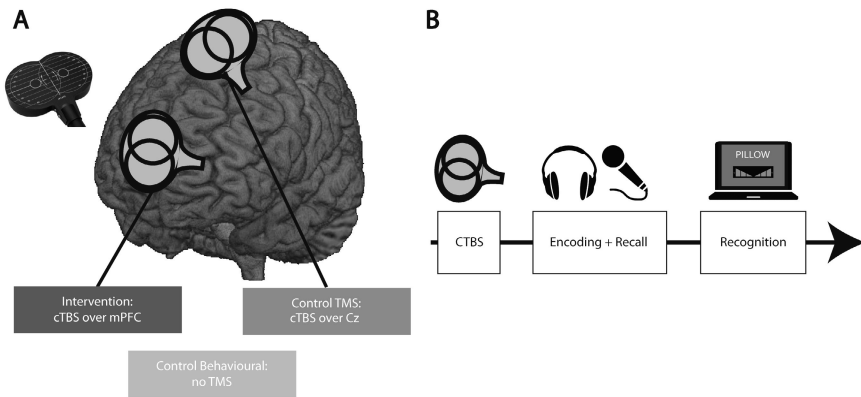 A
B
PILLOW
CTBS
Encoding + Recall
Recognition
Intervention:
cTBS over mPFC
Control TMS:
cTBS over Cz
Control Behavioural:
no TMS